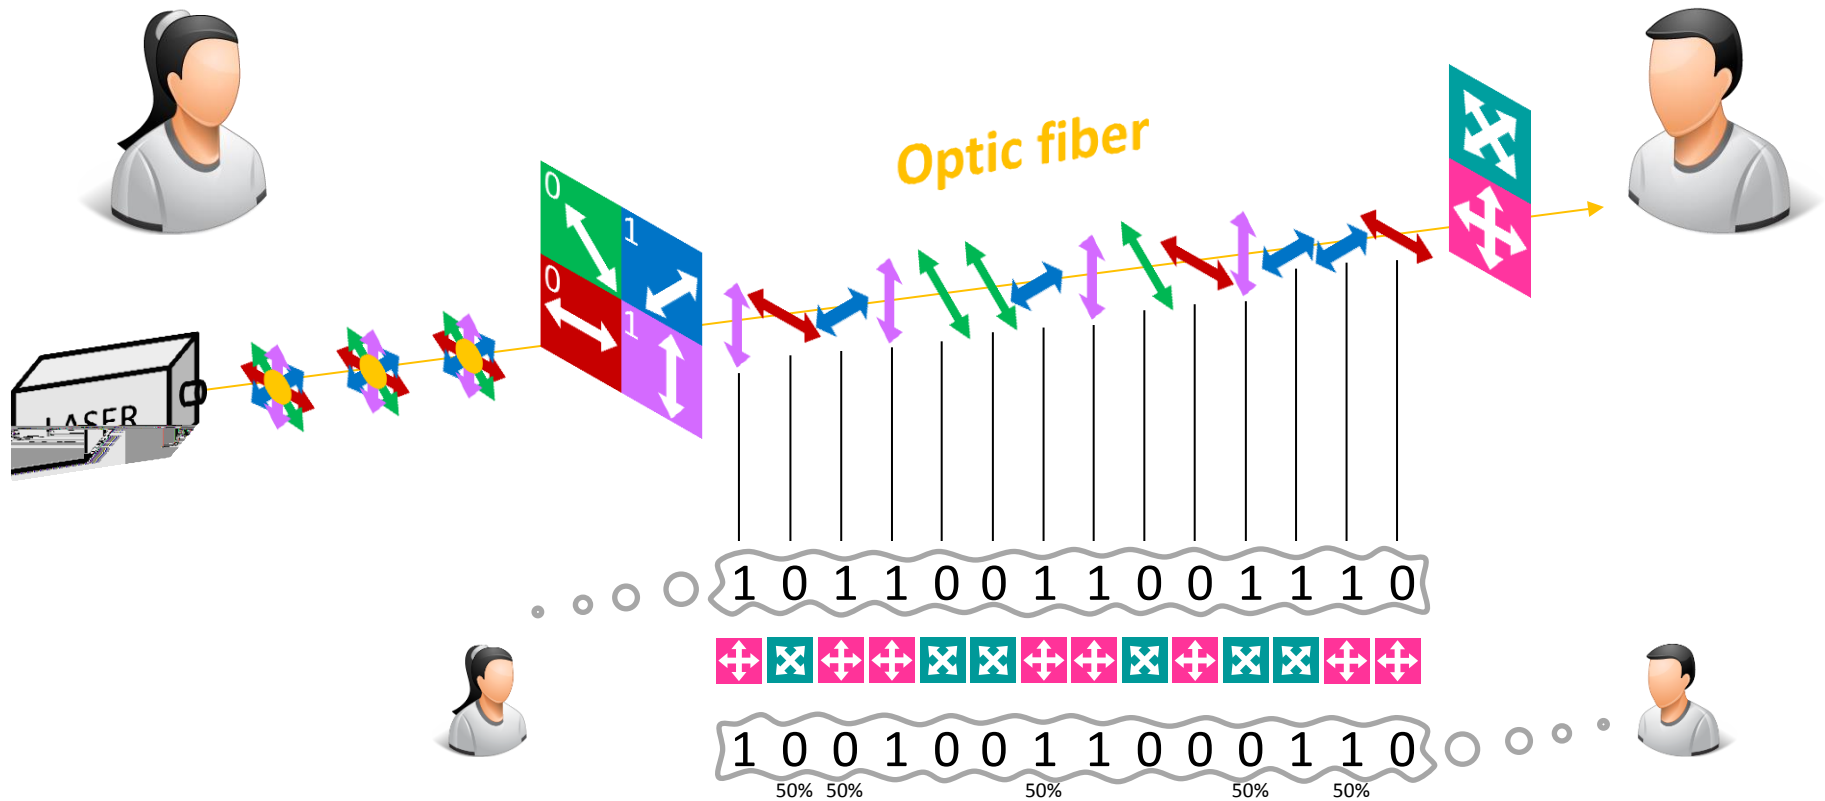 Optic fiber
0
1
0
1
LASER
1 0 1 1 0 0 1 1 0 0 1 1 1 0
1 0 0 1 0 0 1 1 0 0 0 1 1 0
50% 50% 50% 50% 50%